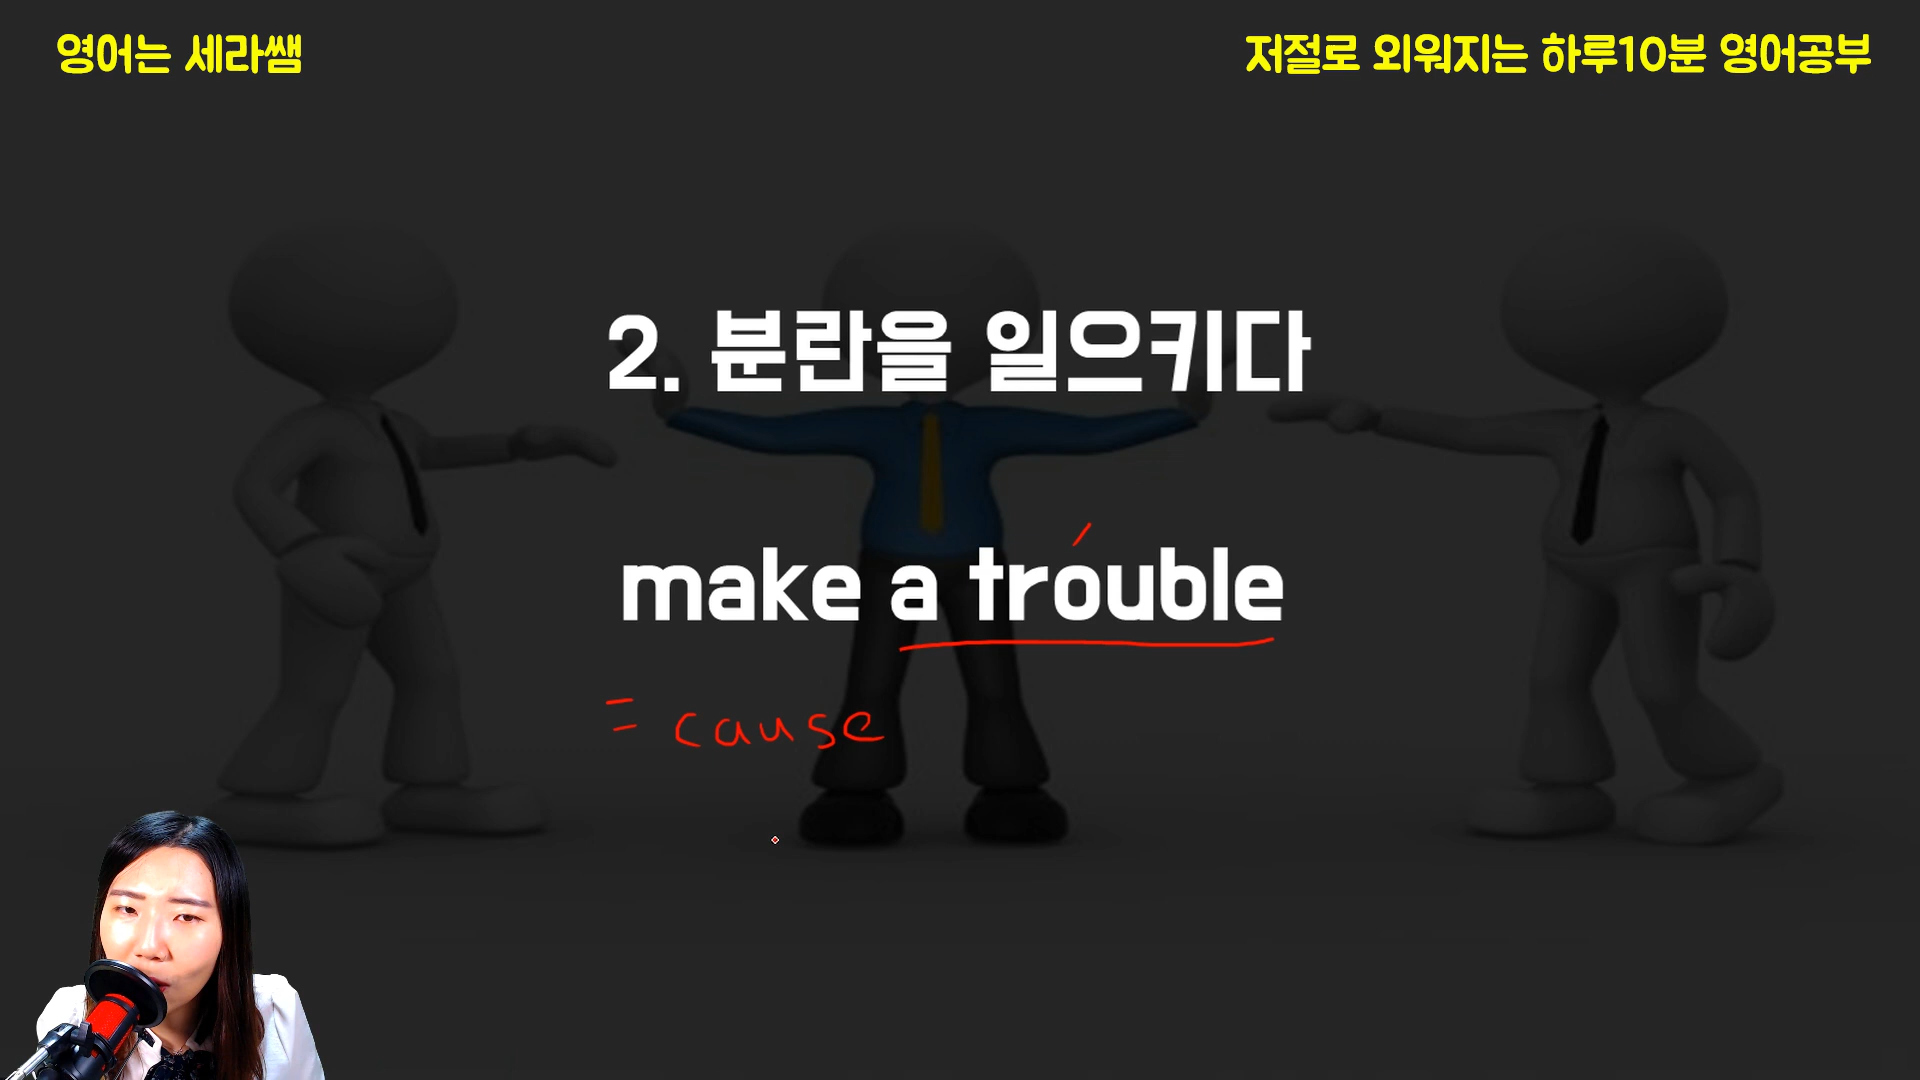 영어는 세라쌤
저절로 외워지는 하루10분 영어공부
2. 분란을 일으키다
make a trouble
= cause